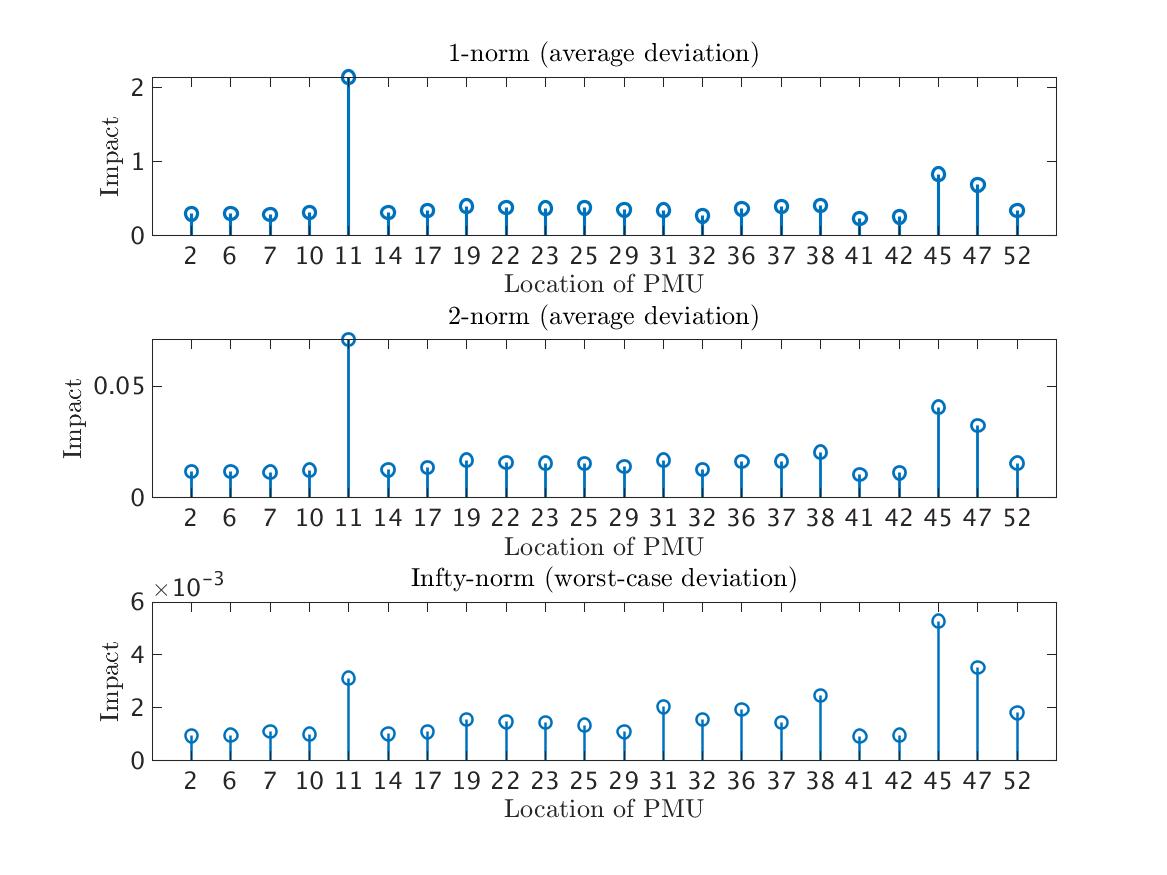 1-norm (average deviation)
2
1
0
Impact
2 6 7 10 11 14 17 19 22 23 25 29 31 32 36 37 38 41 42 45 47 52
Location of PMU
2-norm (average deviation)
0.05
0
Impact
2 6 7 10 11 14 17 19 22 23 25 29 31 32 36 37 38 41 42 45 47 52
Location of PMU
Infty-norm (worst-case deviation)
×10⁻³
6
4
2
0
Impact
2 6 7 10 11 14 17 19 22 23 25 29 31 32 36 37 38 41 42 45 47 52
Location of PMU